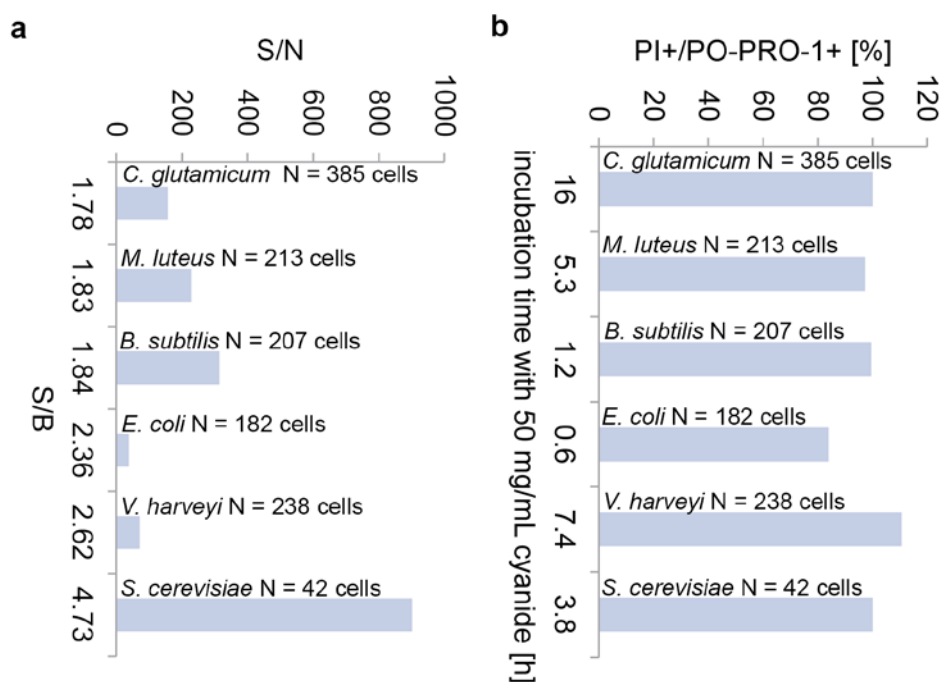 a
S/N
0
200
400
600
800
1000
C. glutamicum N = 385 cells
M. luteus N = 213 cells
B. subtilis N = 207 cells
E. coli N = 182 cells
V. harveyi N = 238 cells
S. cerevisiae N = 42 cells
1.78
1.83
1.84
2.36
2.62
4.73
S/B
b
PI+/PO-PRO-1+ [%]
0
20
40
60
80
100
120
C. glutamicum N = 385 cells
M. luteus N = 213 cells
B. subtilis N = 207 cells
E. coli N = 182 cells
V. harveyi N = 238 cells
S. cerevisiae N = 42 cells
16
5.3
1.2
0.6
7.4
3.8
incubation time with 50 mg/mL cyanide [h]